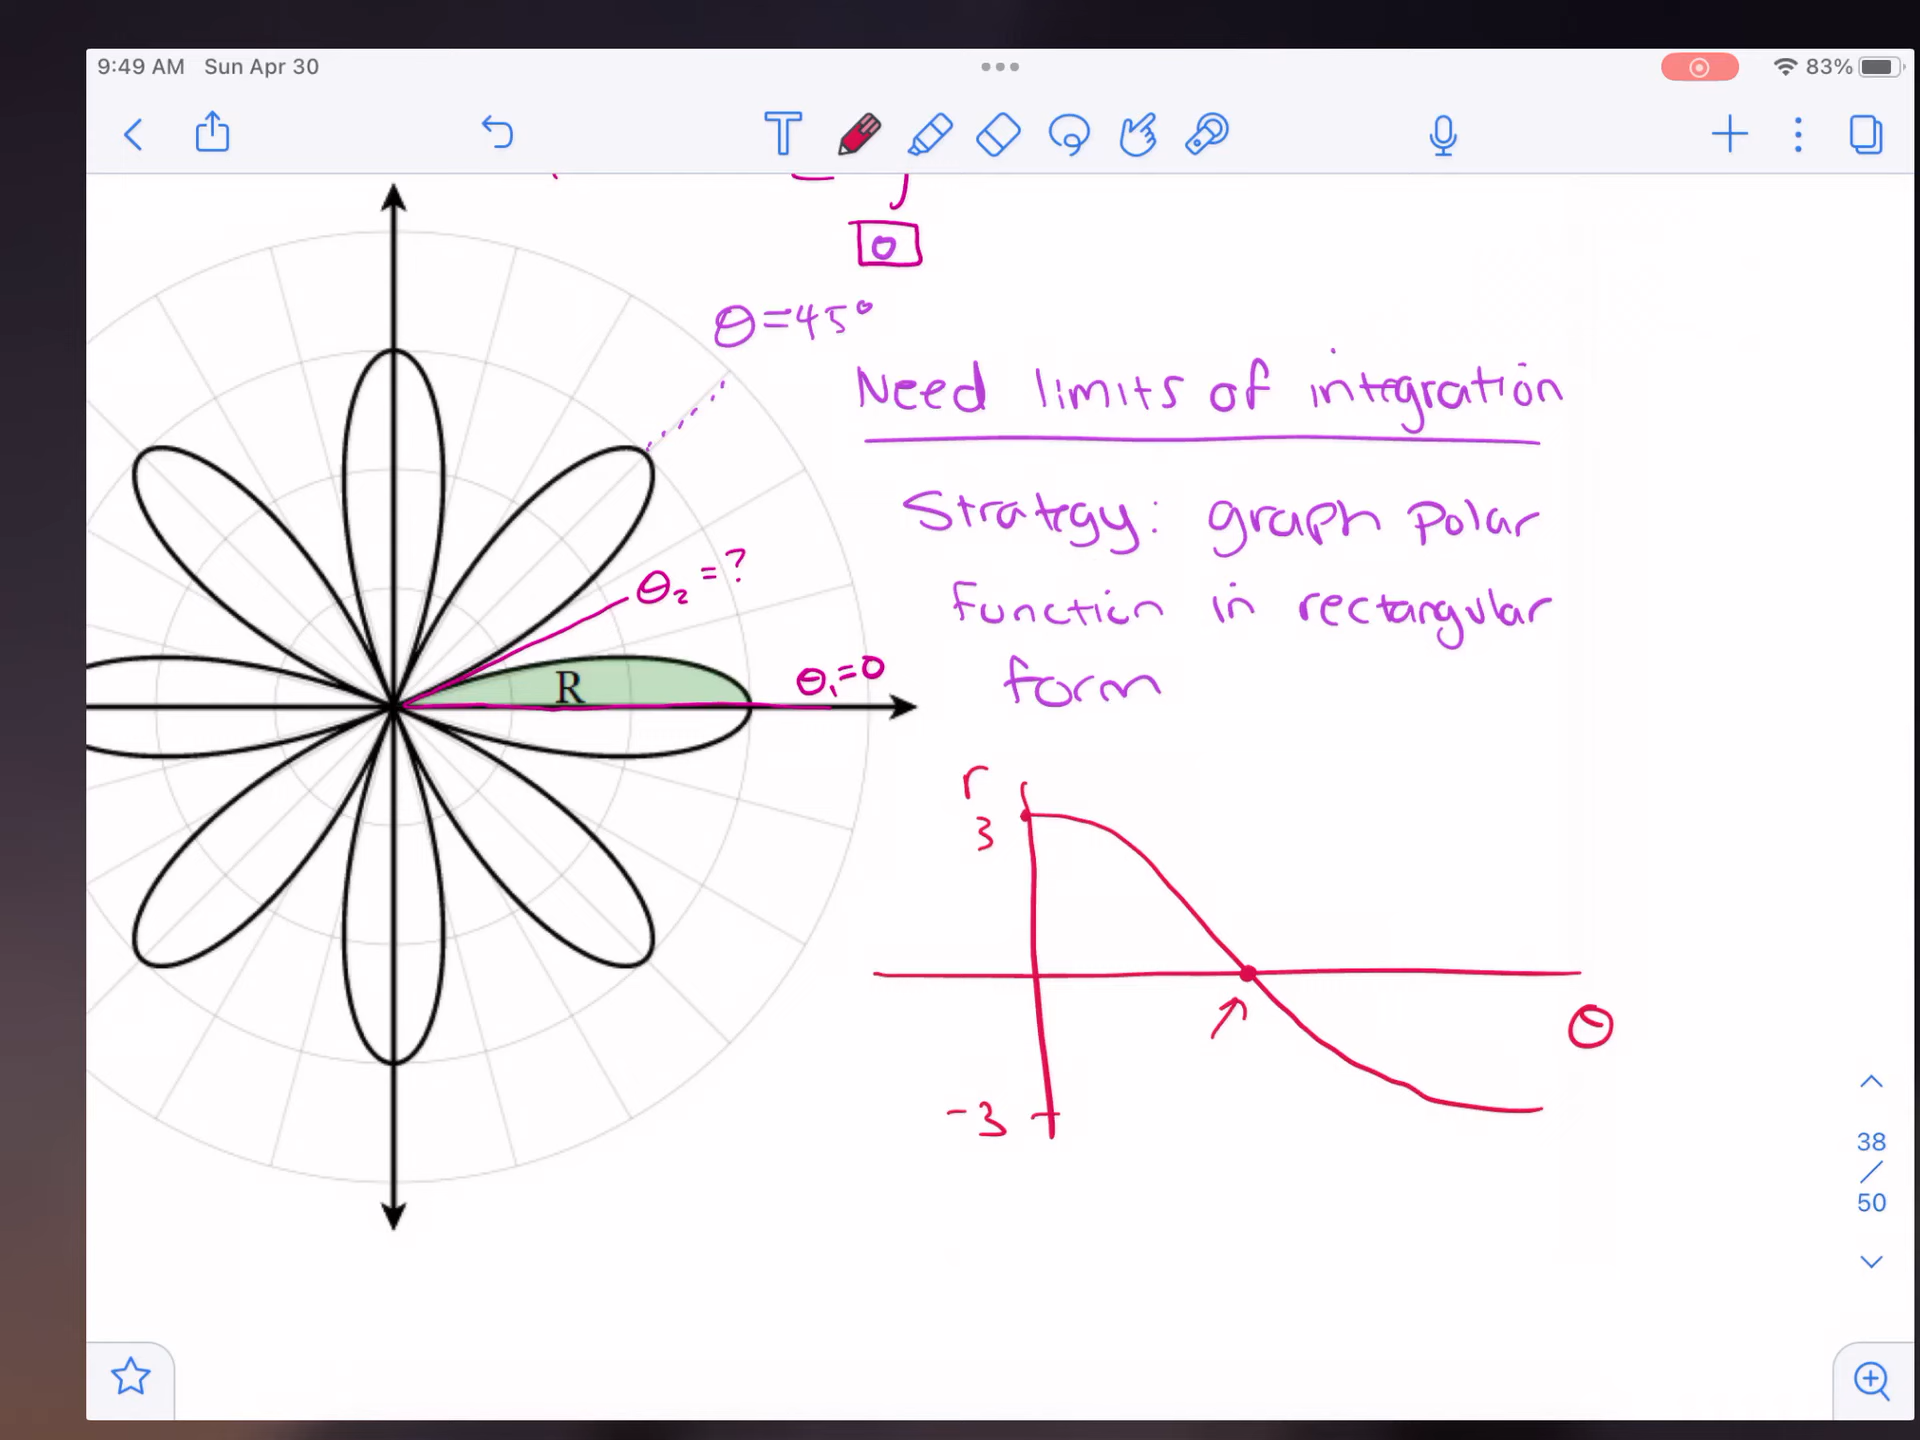 9:49 AM Sun Apr 30
83%
T
0
θ=45°
Need limits of integration
Strategy: graph polar
function in rectangular
form
θ₂ = ?
θ₁=0
R
r
3
θ
-3
38
/
50